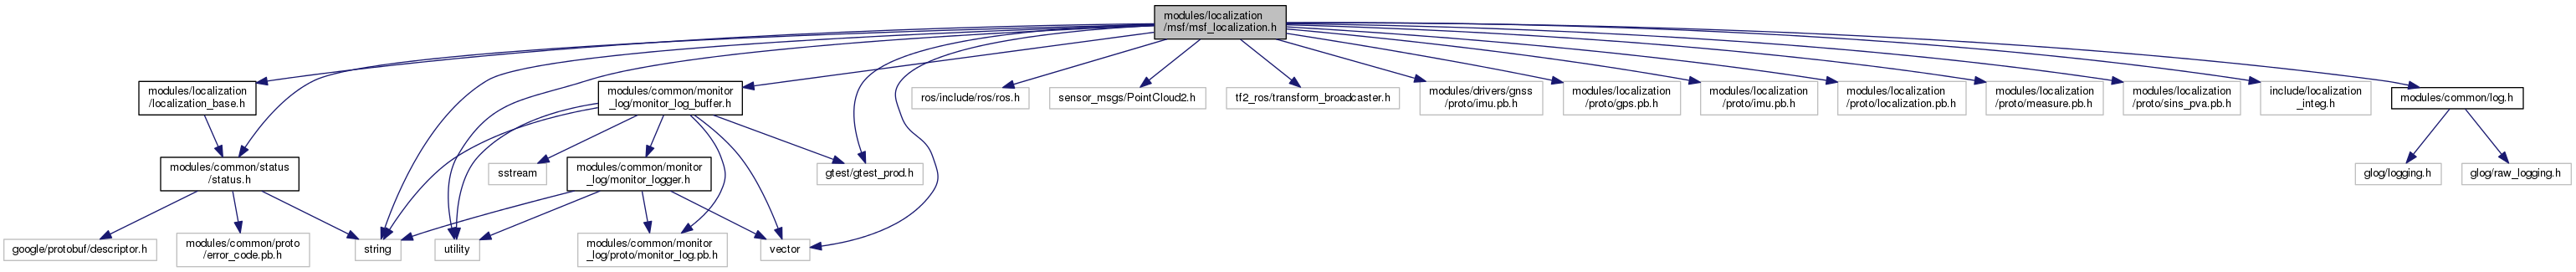 modules/localization
/msf/msf_localization.h
modules/localization
/localization_base.h
modules/common/monitor
_log/monitor_log_buffer.h
ros/include/ros/ros.h
sensor_msgs/PointCloud2.h
tf2_ros/transform_broadcaster.h
modules/drivers/gnss
/proto/imu.pb.h
modules/localization
/proto/gps.pb.h
modules/localization
/proto/imu.pb.h
modules/localization
/proto/localization.pb.h
modules/localization
/proto/measure.pb.h
modules/localization
/proto/sins_pva.pb.h
include/localization
_integ.h
modules/common/log.h
modules/common/status
/status.h
sstream
modules/common/monitor
_log/monitor_logger.h
gtest/gtest_prod.h
glog/logging.h
glog/raw_logging.h
google/protobuf/descriptor.h
modules/common/proto
/error_code.pb.h
string
utility
modules/common/monitor
_log/proto/monitor_log.pb.h
vector